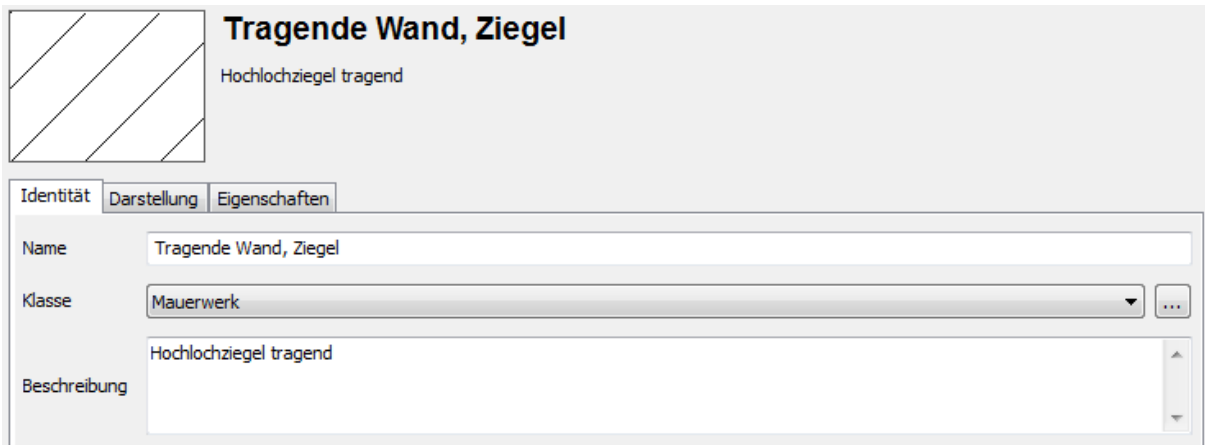 Tragende Wand, Ziegel
Hochlochziegel tragend
Identität Darstellung Eigenschaften
Name Tragende Wand, Ziegel
Klasse Mauerwerk ...
Hochlochziegel tragend
Beschreibung